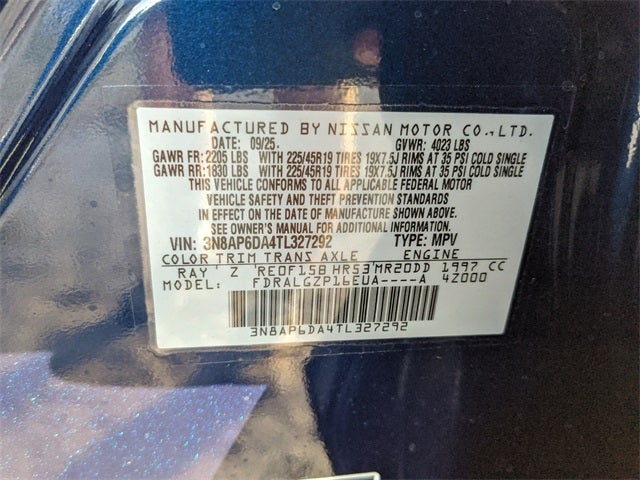 MANUFACTURED BY NISSAN MOTOR CO., LTD.
DATE: 09/25 GVWR: 4023 LBS
GAWR FR: 2205 LBS WITH 225/45R19 TIRES 19X7.5J RIMS AT 35 PSI COLD SINGLE
GAWR RR: 1830 LBS WITH 225/45R19 TIRES 19X7.5J RIMS AT 35 PSI COLD SINGLE
THIS VEHICLE CONFORMS TO ALL APPLICABLE FEDERAL MOTOR
VEHICLE SAFETY AND THEFT PREVENTION STANDARDS
IN EFFECT ON THE DATE OF MANUFACTURE SHOWN ABOVE.
SEE OWNER'S MANUAL FOR ADDITIONAL INFORMATION.
VIN: 3N8AP6DA4TL327292 TYPE: MPV
COLOR TRIM TRANS AXLE ENGINE
RAY Z RE0F15B HR53 MR20DD 1997 CC
FDRALGZP16EUA----A 4Z000
3N8AP6DA4TL327292